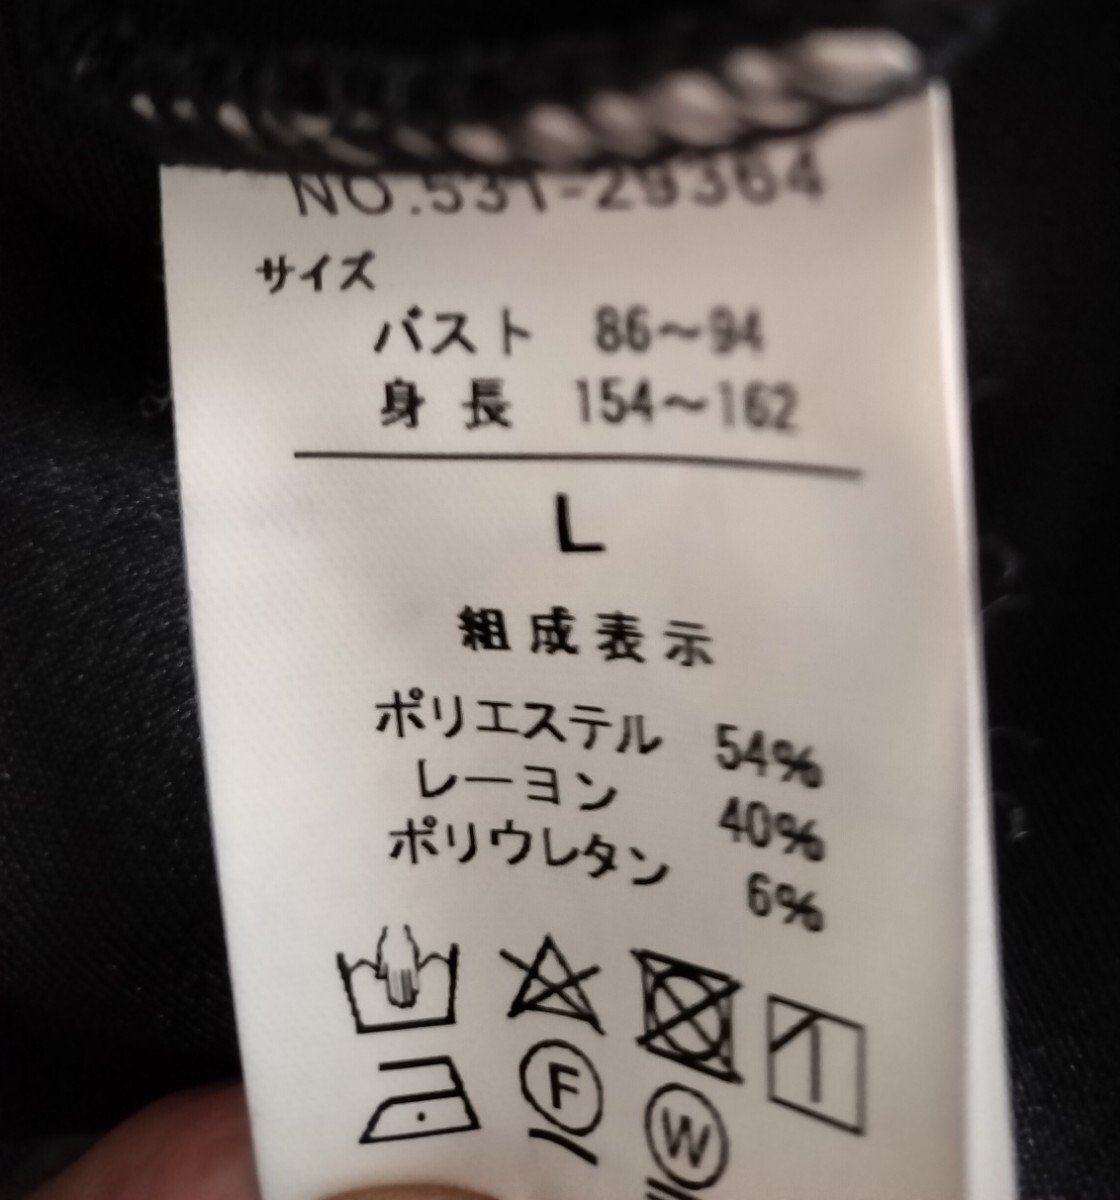 NO.531-29364
サイズ
バスト 86～94
身長 154～162
L
組成表示
ポリエステル 54%
レーヨン 40%
ポリウレタン 6%
F
W